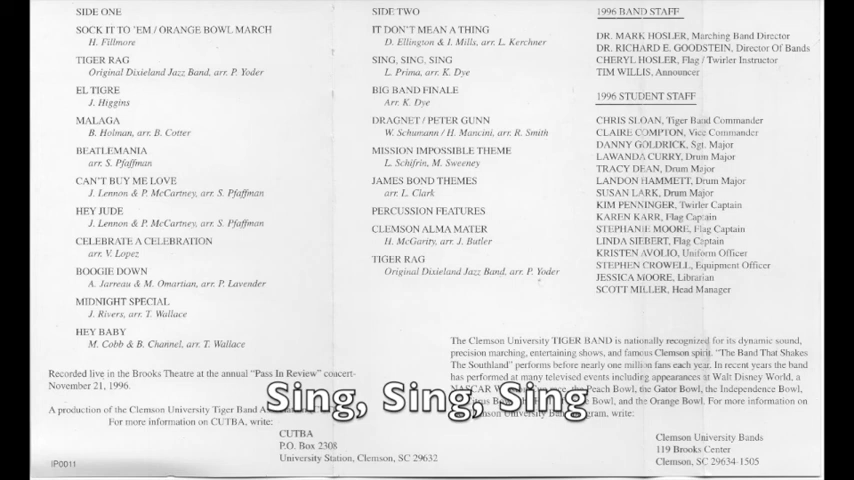 SIDE ONE
SOCK IT TO 'EM / ORANGE BOWL MARCH
H. Fillmore
TIGER RAG
Original Dixieland Jazz Band, arr. P. Yoder
EL TIGRE
J. Higgins
MALAGA
B. Holman, arr. B. Cotter
BEATLEMANIA
arr. S. Pfaffman
CAN'T BUY ME LOVE
J. Lennon & P. McCartney, arr. S. Pfaffman
HEY JUDE
J. Lennon & P. McCartney, arr. S. Pfaffman
CELEBRATE A CELEBRATION
arr. V. Lopez
BOOGIE DOWN
A. Jarreau & M. Omartian, arr. P. Lavender
MIDNIGHT SPECIAL
J. Rivers, arr. T. Wallace
HEY BABY
M. Cobb & B. Channel, arr. T. Wallace
Recorded live in the Brooks Theatre at the annual "Pass In Review" concert-
November 21, 1996.
A production of the Clemson University Tiger Band
For more information on CUTBA, write:
CUTBA
P.O. Box 2308
University Station, Clemson, SC 29632
IP0011
SIDE TWO
IT DON'T MEAN A THING
D. Ellington & I. Mills, arr. L. Kerchner
SING, SING, SING
L. Prima, arr. K. Dye
BIG BAND FINALE
Arr. K. Dye
DRAGNET / PETER GUNN
W. Schumann / H. Mancini, arr. R. Smith
MISSION IMPOSSIBLE THEME
L. Schifrin, M. Sweeney
JAMES BOND THEMES
arr. L. Clark
PERCUSSION FEATURES
CLEMSON ALMA MATER
H. McGarity, arr. J. Butler
TIGER RAG
Original Dixieland Jazz Band, arr. P. Yoder
1996 BAND STAFF
DR. MARK HOSLER, Marching Band Director
DR. RICHARD E. GOODSTEIN, Director Of Bands
CHERYL HOSLER, Flag / Twirler Instructor
TIM WILLIS, Announcer
1996 STUDENT STAFF
CHRIS SLOAN, Tiger Band Commander
CLAIRE COMPTON, Vice Commander
DANNY GOLDRICK, Sgt. Major
LAWANDA CURRY, Drum Major
TRACY DEAN, Drum Major
LANDON HAMMETT, Drum Major
SUSAN LARK, Drum Major
KIM PENNINGER, Twirler Captain
KAREN KARR, Flag Captain
STEPHANIE MOORE, Flag Captain
LINDA SIEBERT, Flag Captain
KRISTEN AVOLIO, Uniform Officer
STEPHEN CROWELL, Equipment Officer
JESSICA MOORE, Librarian
SCOTT MILLER, Head Manager
The Clemson University TIGER BAND is nationally recognized for its dynamic sound,
precision marching, entertaining shows, and famous Clemson spirit. "The Band That Shakes
The Southland" performs before nearly one million fans each year. In recent years the band
has performed at many televised events including appearances at Walt Disney World, a
NASCAR race, the Peach Bowl, the Gator Bowl, the Independence Bowl,
Bowl, and the Orange Bowl. For more information on
University Band program, write:
Clemson University Bands
119 Brooks Center
Clemson, SC 29634-1505
Sing, Sing, Sing